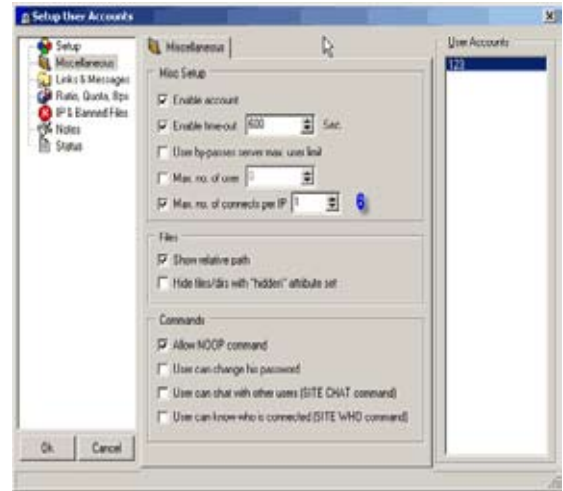 Setup User Accounts
Setup
Miscellaneous
Links & Messages
Ratio, Quota, Bps
IP & Banned Files
Notes
Status
Ok
Cancel
Miscellaneous
Misc Setup
Enable account
Enable time-out 600 Sec.
User by-passes server max. users limit
Max. no. of user
Max. no. of connects per IP 1 6
Files
Show relative path
Hide files/dirs with "hidden" attribute set
Commands
Allow NOOP command
User can change his password
User can chat with other users (SITE CHAT command)
User can know who is connected (SITE WHO command)
User Accounts
123